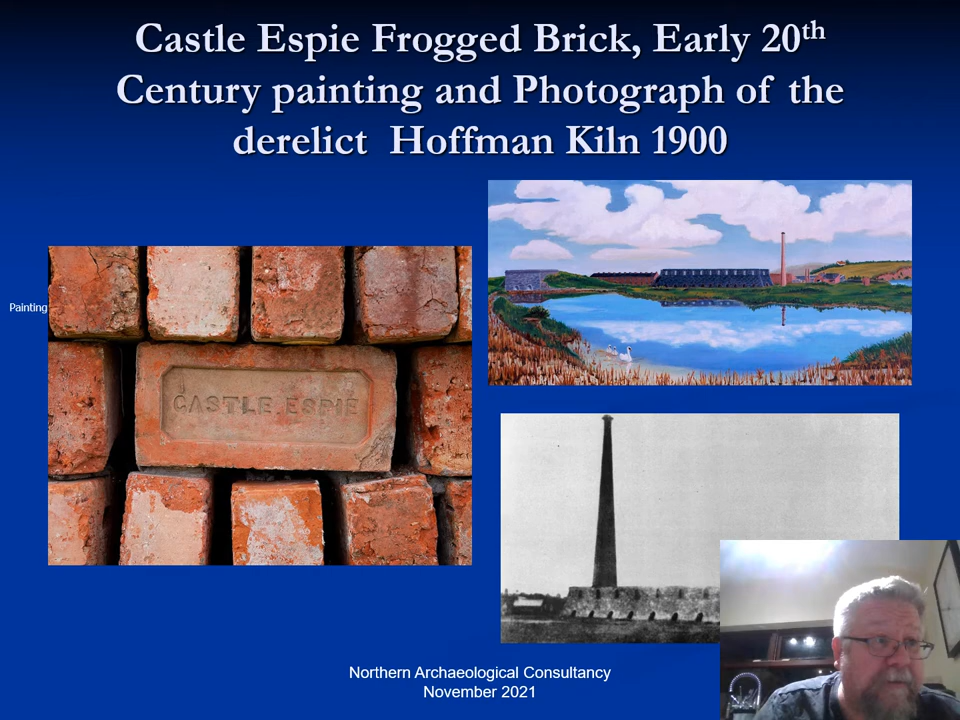 Castle Espie Frogged Brick, Early 20th
Century painting and Photograph of the
derelict Hoffman Kiln 1900
Painting
CASTLE ESPIE
Northern Archaeological Consultancy
November 2021